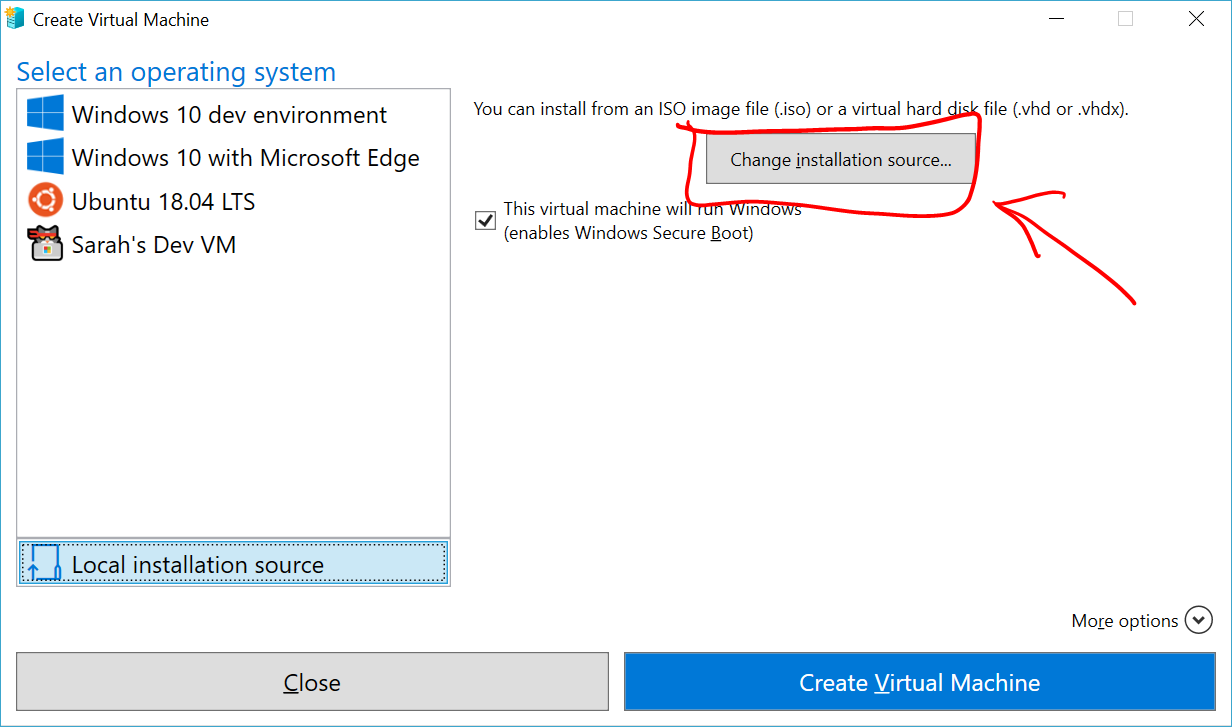 Create Virtual Machine
Select an operating system
Windows 10 dev environment
Windows 10 with Microsoft Edge
Ubuntu 18.04 LTS
Sarah's Dev VM
Local installation source
You can install from an ISO image file (.iso) or a virtual hard disk file (.vhd or .vhdx).
Change installation source...
This virtual machine will run Windows
(enables Windows Secure Boot)
More options
Close
Create Virtual Machine